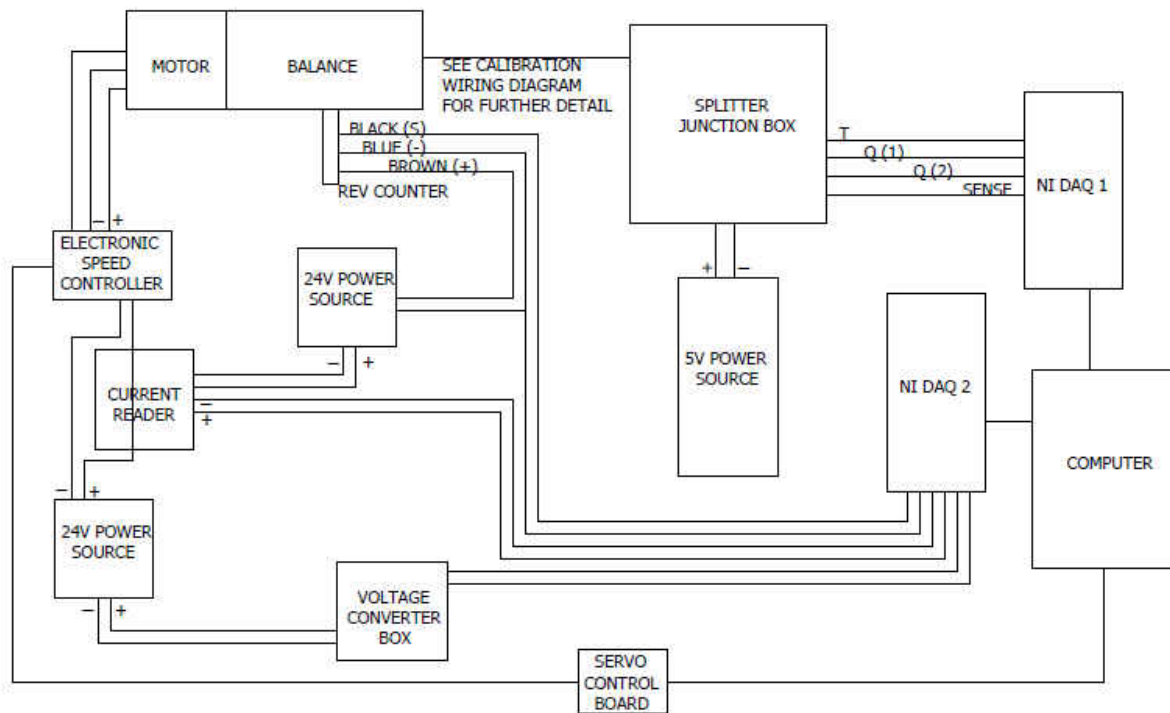 MOTOR
BALANCE
SEE CALIBRATION
WIRING DIAGRAM
FOR FURTHER DETAIL
SPLITTER
JUNCTION BOX
T
Q (1)
Q (2)
SENSE
NI DAQ 1
BLACK (S)
BLUE (-)
BROWN (+)
REV COUNTER
− +
ELECTRONIC
SPEED
CONTROLLER
24V POWER
SOURCE
− +
+ −
5V POWER
SOURCE
NI DAQ 2
CURRENT
READER
−
+
COMPUTER
− +
24V POWER
SOURCE
− +
VOLTAGE
CONVERTER
BOX
SERVO
CONTROL
BOARD